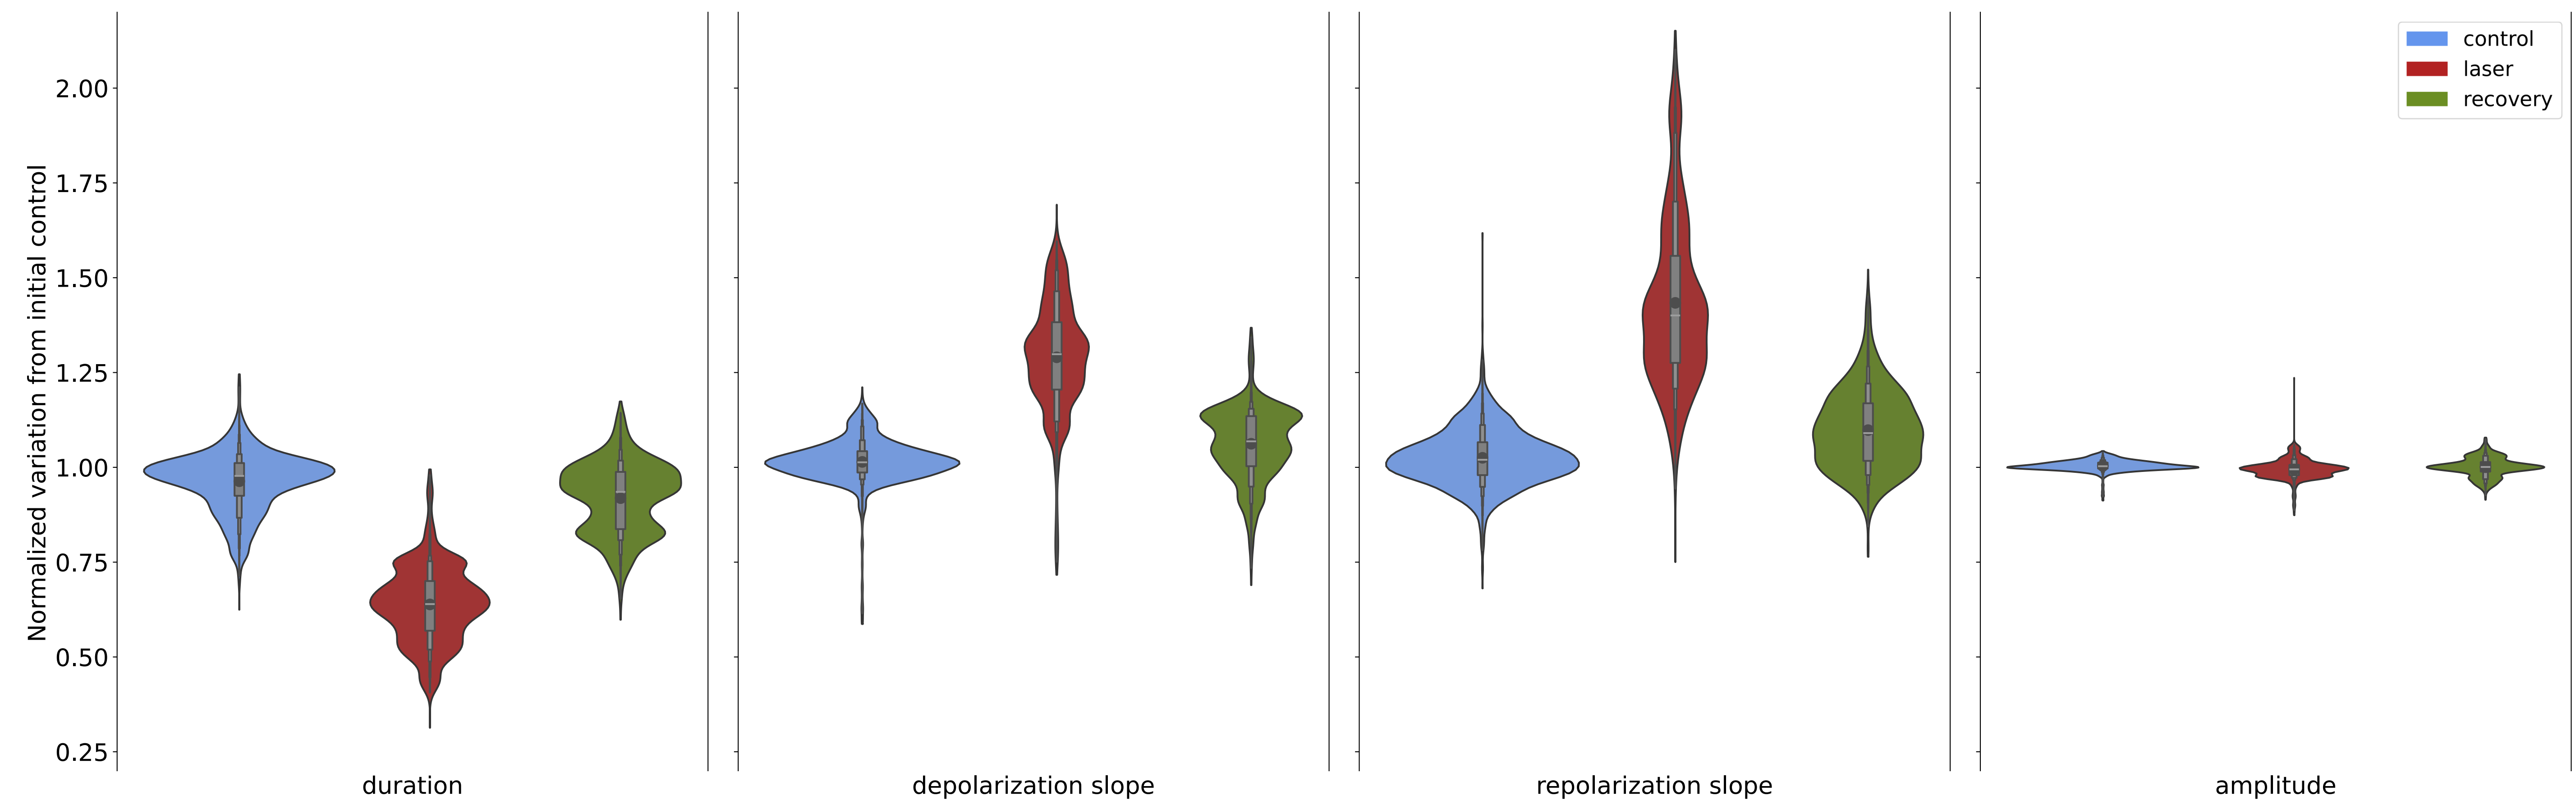 Normalized variation from initial control
2.00
1.75
1.50
1.25
1.00
0.75
0.50
0.25
duration
depolarization slope
repolarization slope
amplitude
control
laser
recovery